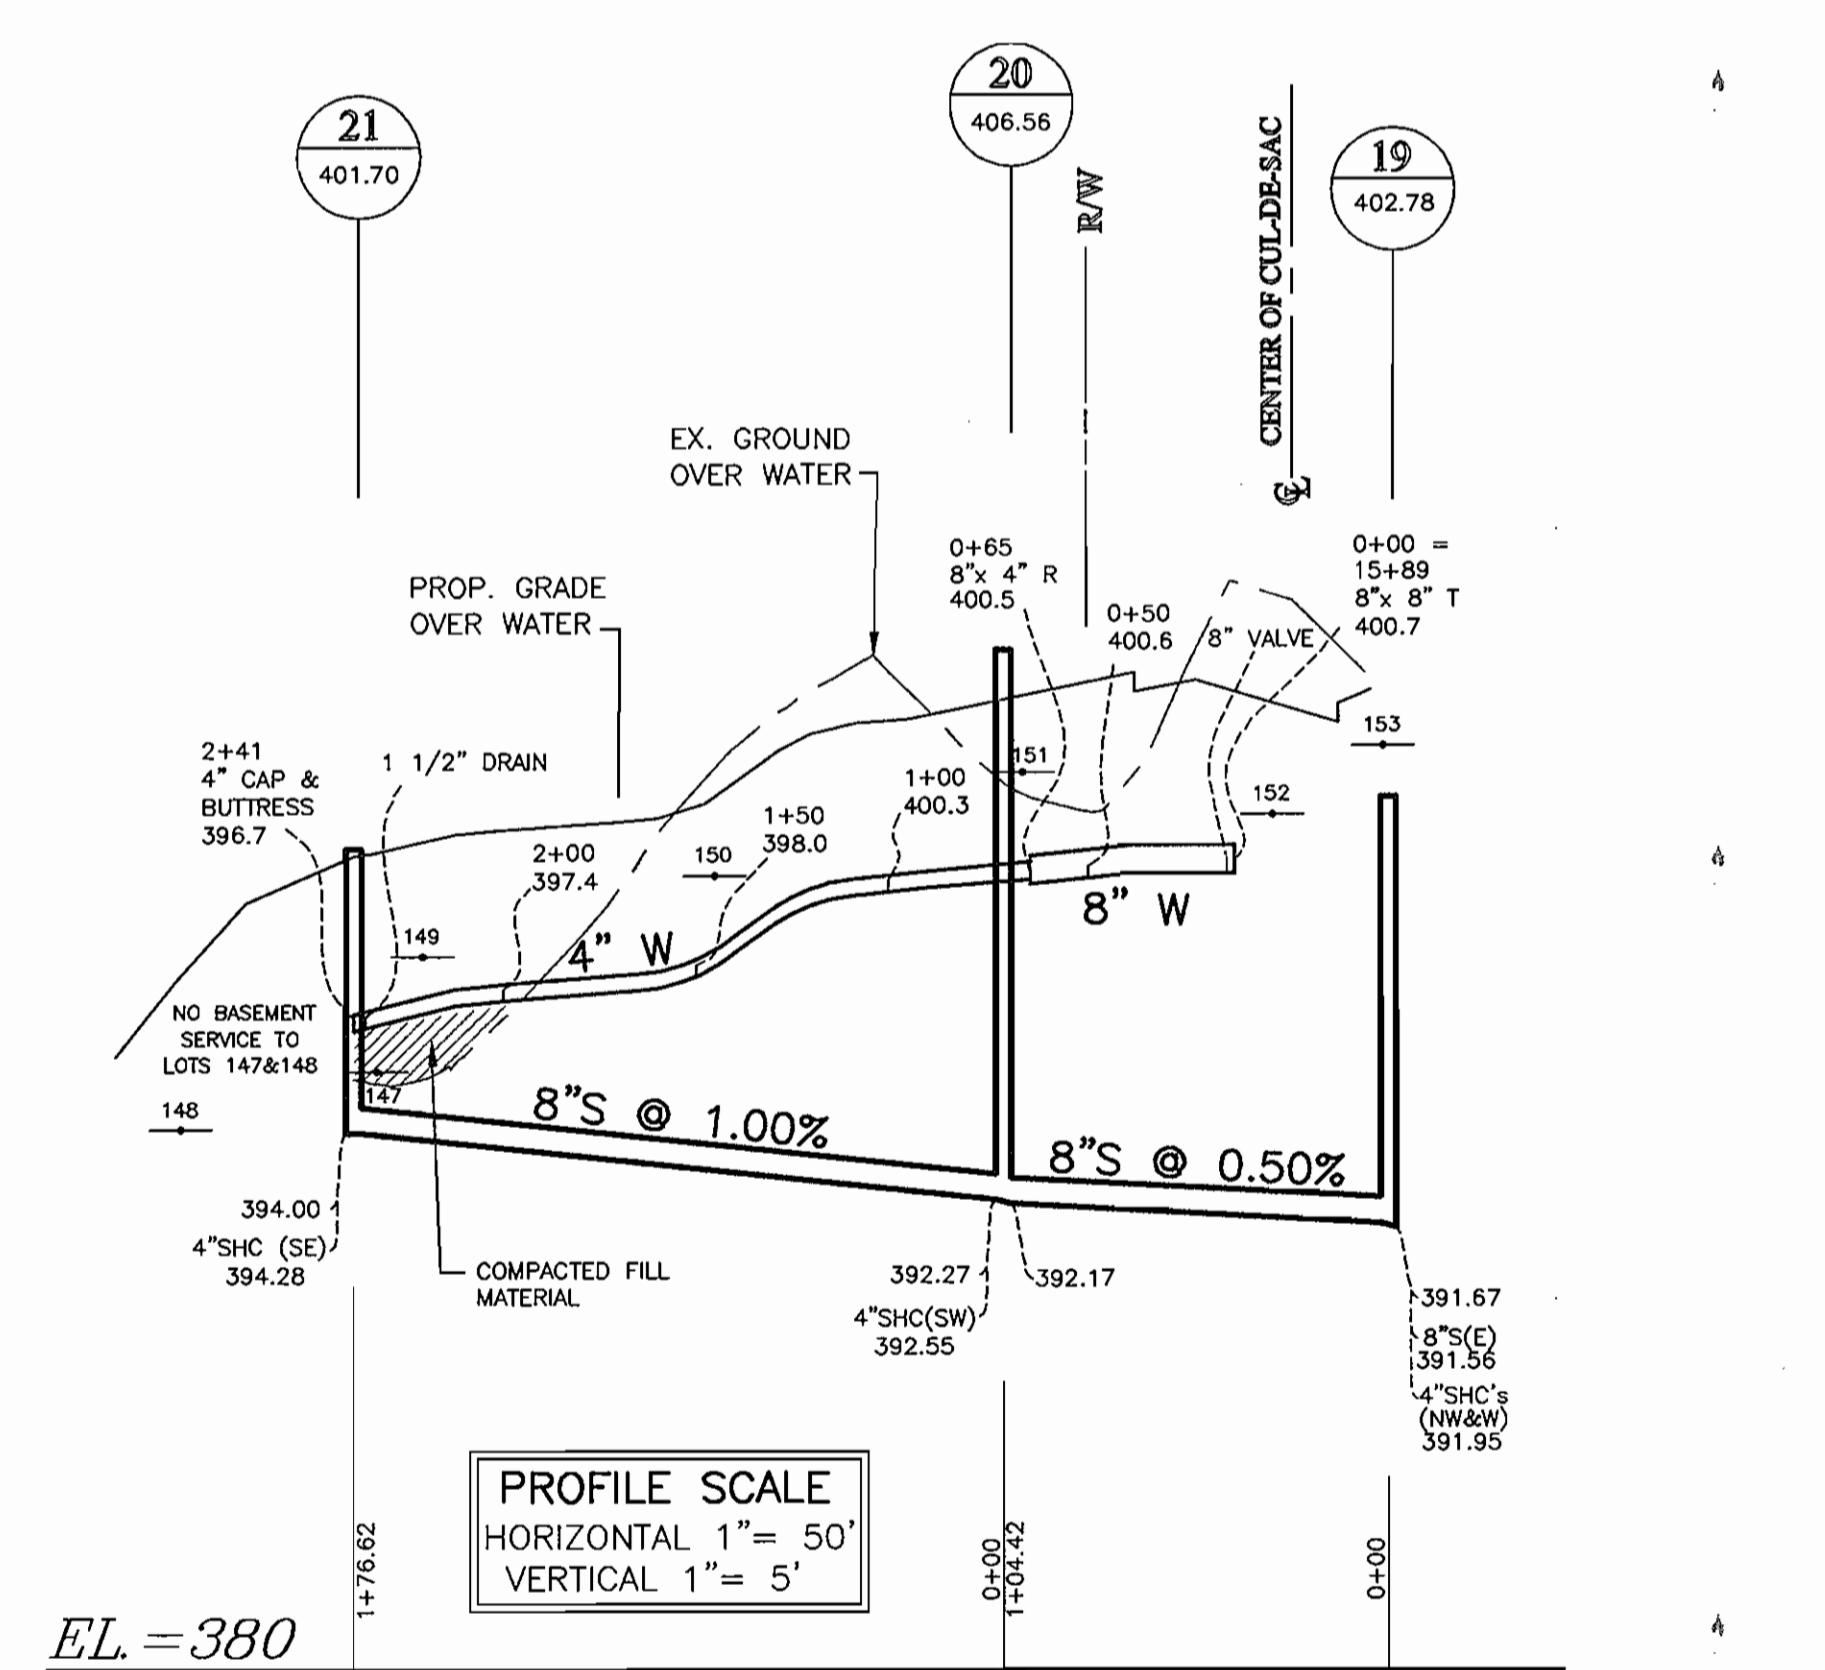 20
406.56
21
401.70
19
402.78
R/W
CENTER OF CUL-DE-SAC
CL
EX. GROUND
OVER WATER
PROP. GRADE
OVER WATER
0+65
8"x 4" R
400.5
0+00 =
15+89
8"x 8" T
400.7
0+50
400.6
8" VALVE
153
2+41
4" CAP &
BUTTRESS
396.7
1 1/2" DRAIN
151
1+00
400.3
152
1+50
398.0
2+00
397.4
150
149
4" W
8" W
NO BASEMENT
SERVICE TO
LOTS 147&148
147
148
8"S @ 1.00%
8"S @ 0.50%
394.00
4"SHC (SE)
394.28
COMPACTED FILL
MATERIAL
392.27
4"SHC(SW)
392.55
392.17
391.67
8"S(E)
391.56
4"SHC's
(NW&W)
391.95
PROFILE SCALE
HORIZONTAL 1"= 50'
VERTICAL 1"= 5'
1+76.62
0+00
1+04.42
0+00
EL. =380